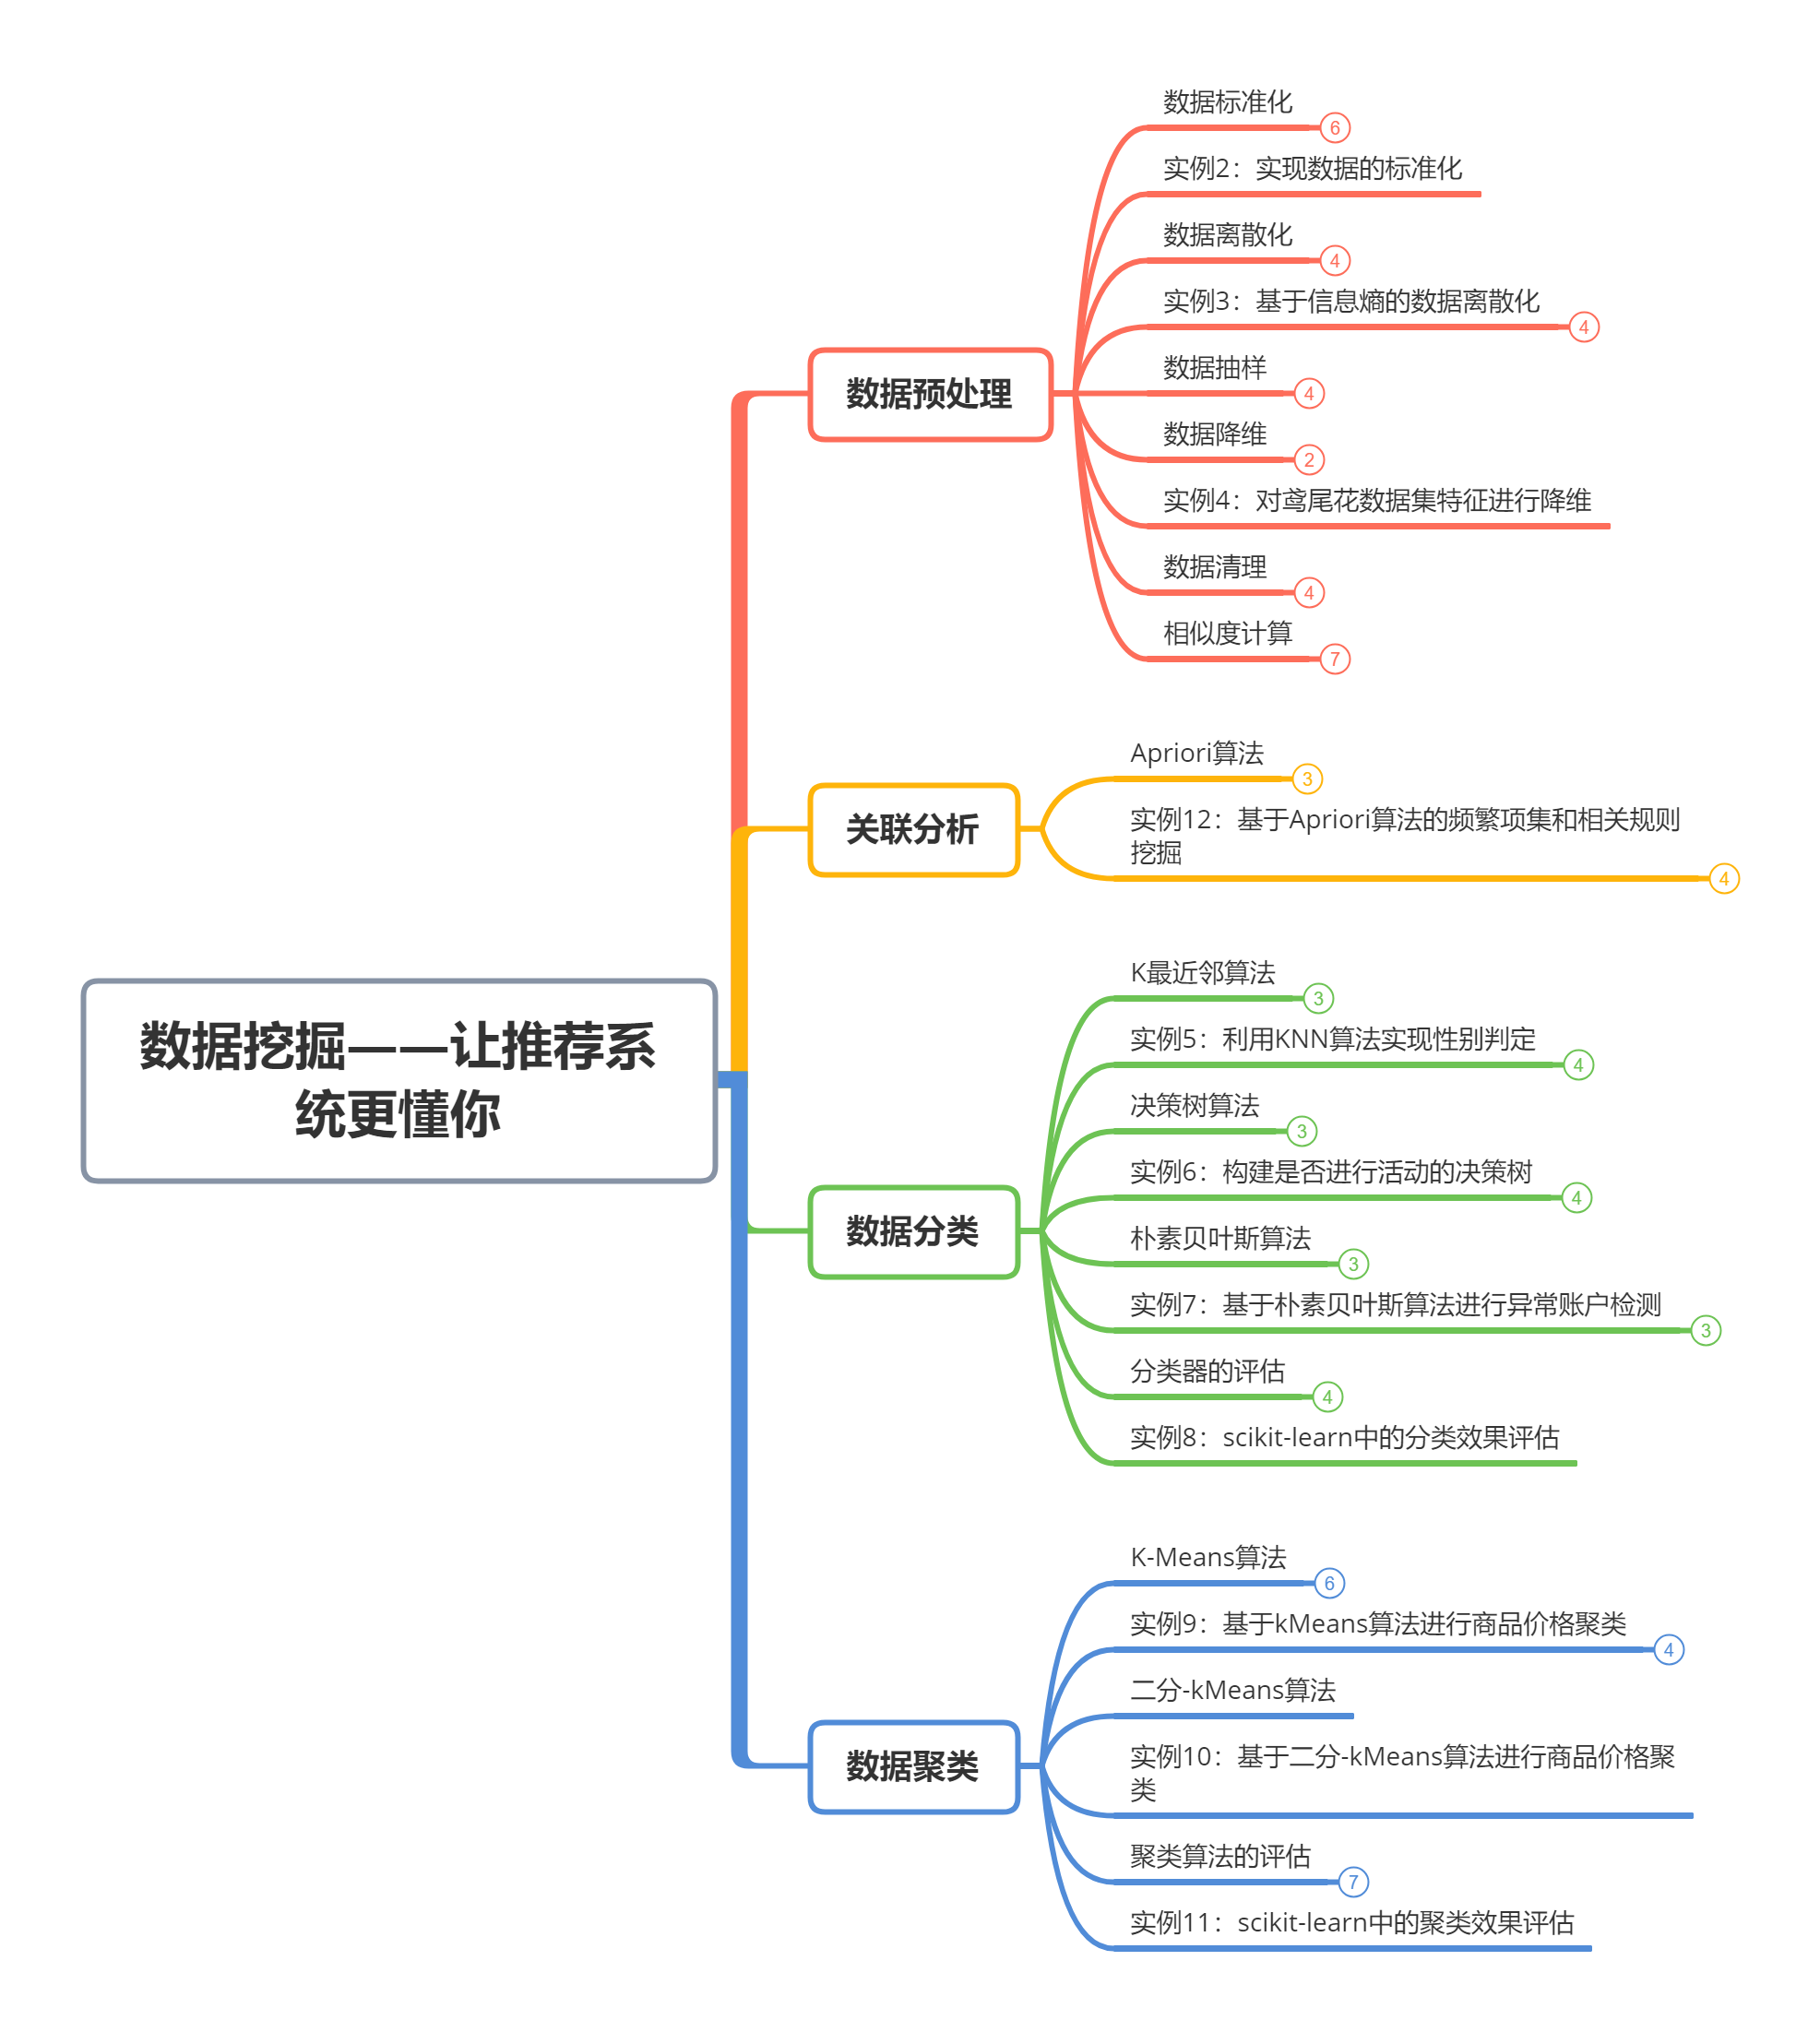 数据挖掘——让推荐系
统更懂你
数据预处理
数据标准化
6
实例2：实现数据的标准化
数据离散化
4
实例3：基于信息熵的数据离散化
4
数据抽样
4
数据降维
2
实例4：对鸢尾花数据集特征进行降维
数据清理
4
相似度计算
7
关联分析
Apriori算法
3
实例12：基于Apriori算法的频繁项集和相关规则
挖掘
4
数据分类
K最近邻算法
3
实例5：利用KNN算法实现性别判定
4
决策树算法
3
实例6：构建是否进行活动的决策树
4
朴素贝叶斯算法
3
实例7：基于朴素贝叶斯算法进行异常账户检测
3
分类器的评估
4
实例8：scikit-learn中的分类效果评估
数据聚类
K-Means算法
6
实例9：基于kMeans算法进行商品价格聚类
4
二分-kMeans算法
实例10：基于二分-kMeans算法进行商品价格聚
类
聚类算法的评估
7
实例11：scikit-learn中的聚类效果评估